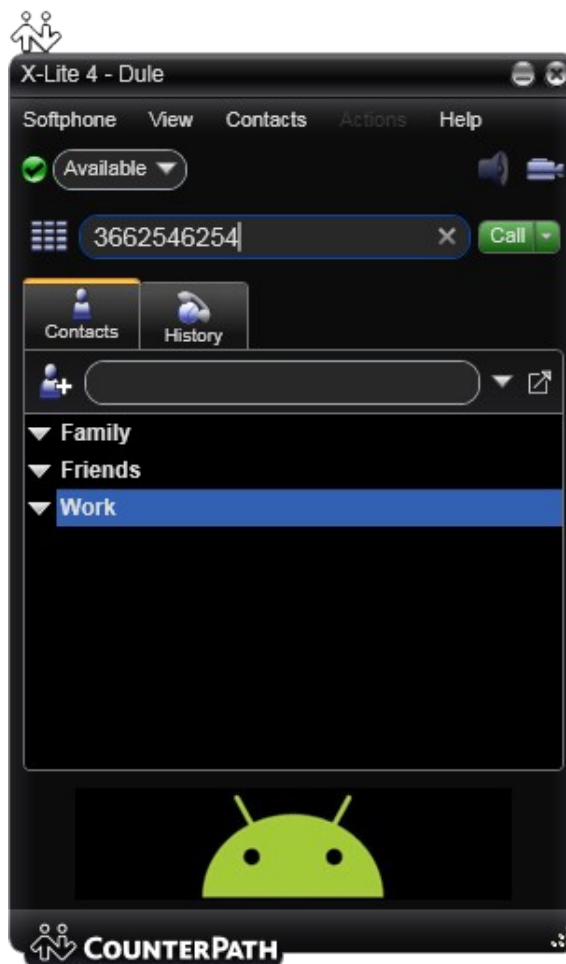 X-Lite 4 - Dule
Softphone View Contacts Actions Help
Available
3662546254 Call
Contacts History
Family
Friends
Work
COUNTERPATH